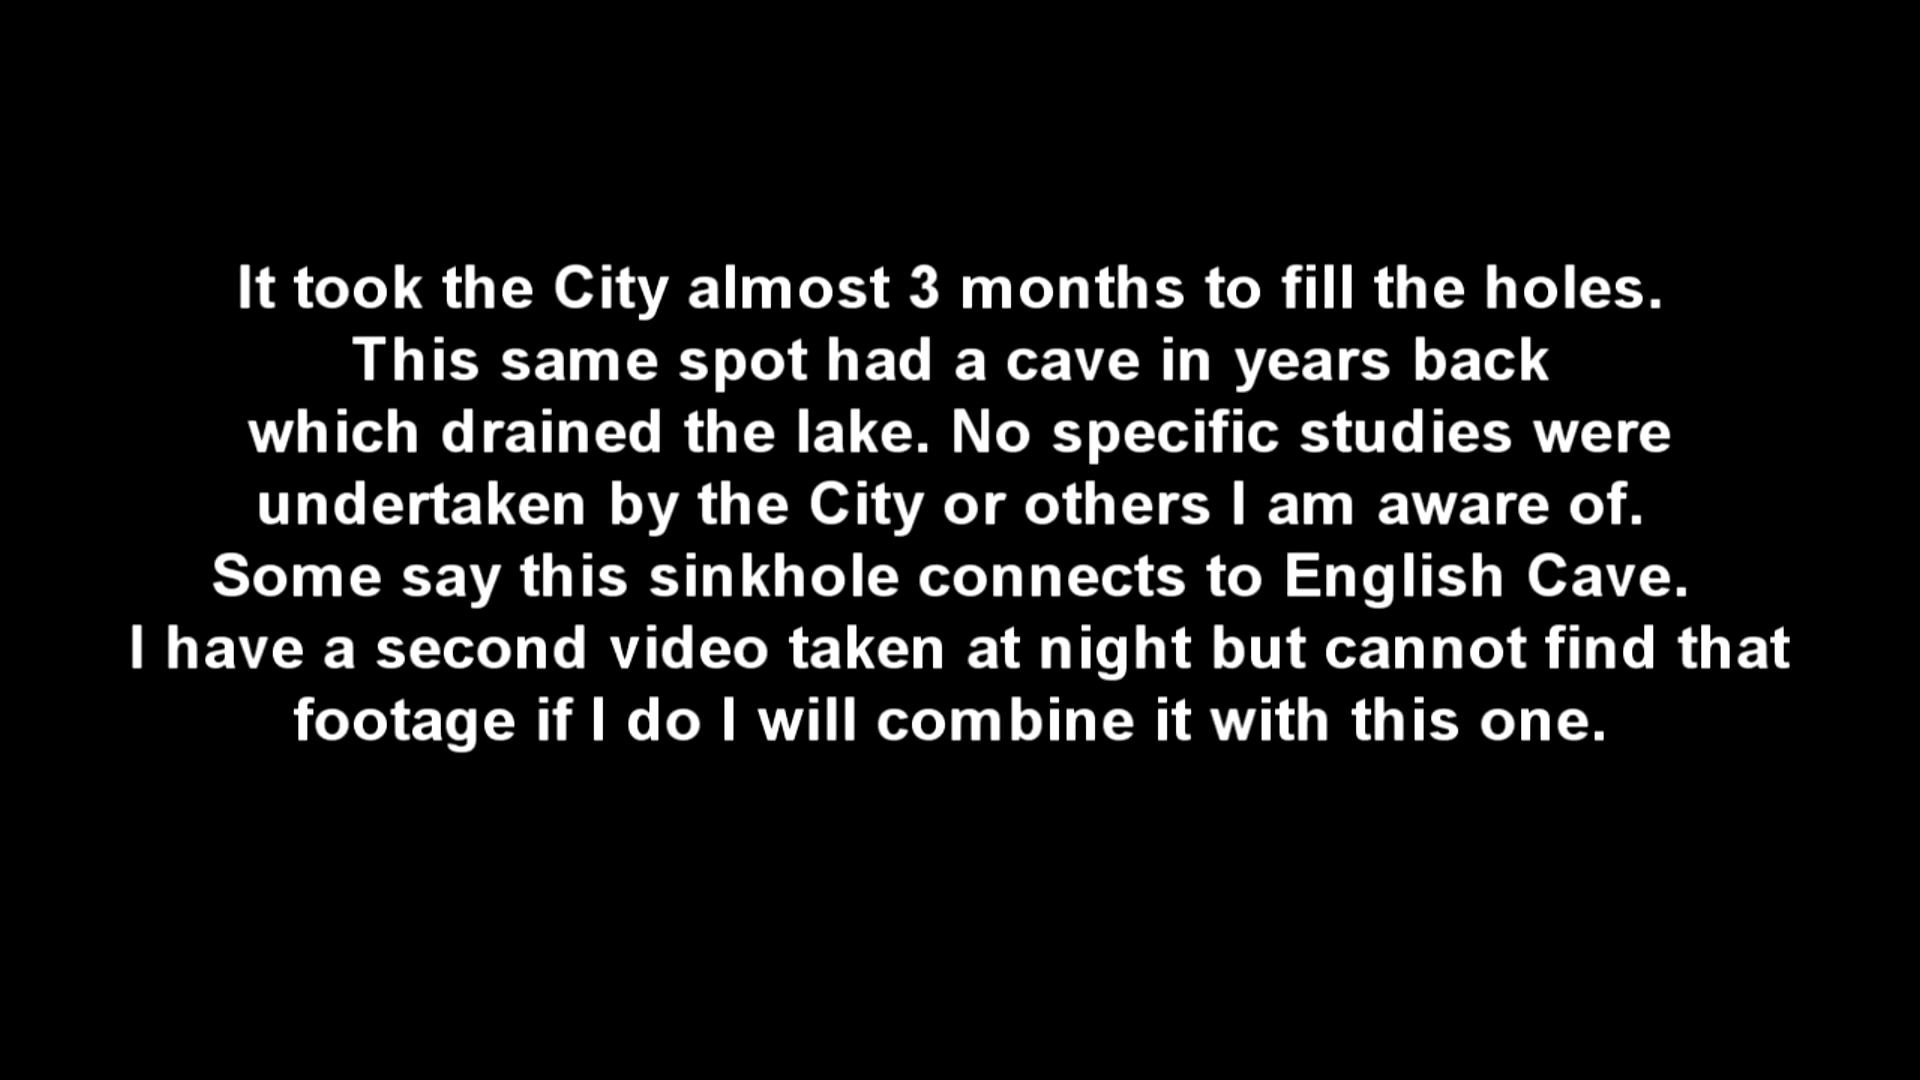 It took the City almost 3 months to fill the holes.
This same spot had a cave in years back
which drained the lake. No specific studies were
undertaken by the City or others I am aware of.
Some say this sinkhole connects to English Cave.
I have a second video taken at night but cannot find that
footage if I do I will combine it with this one.